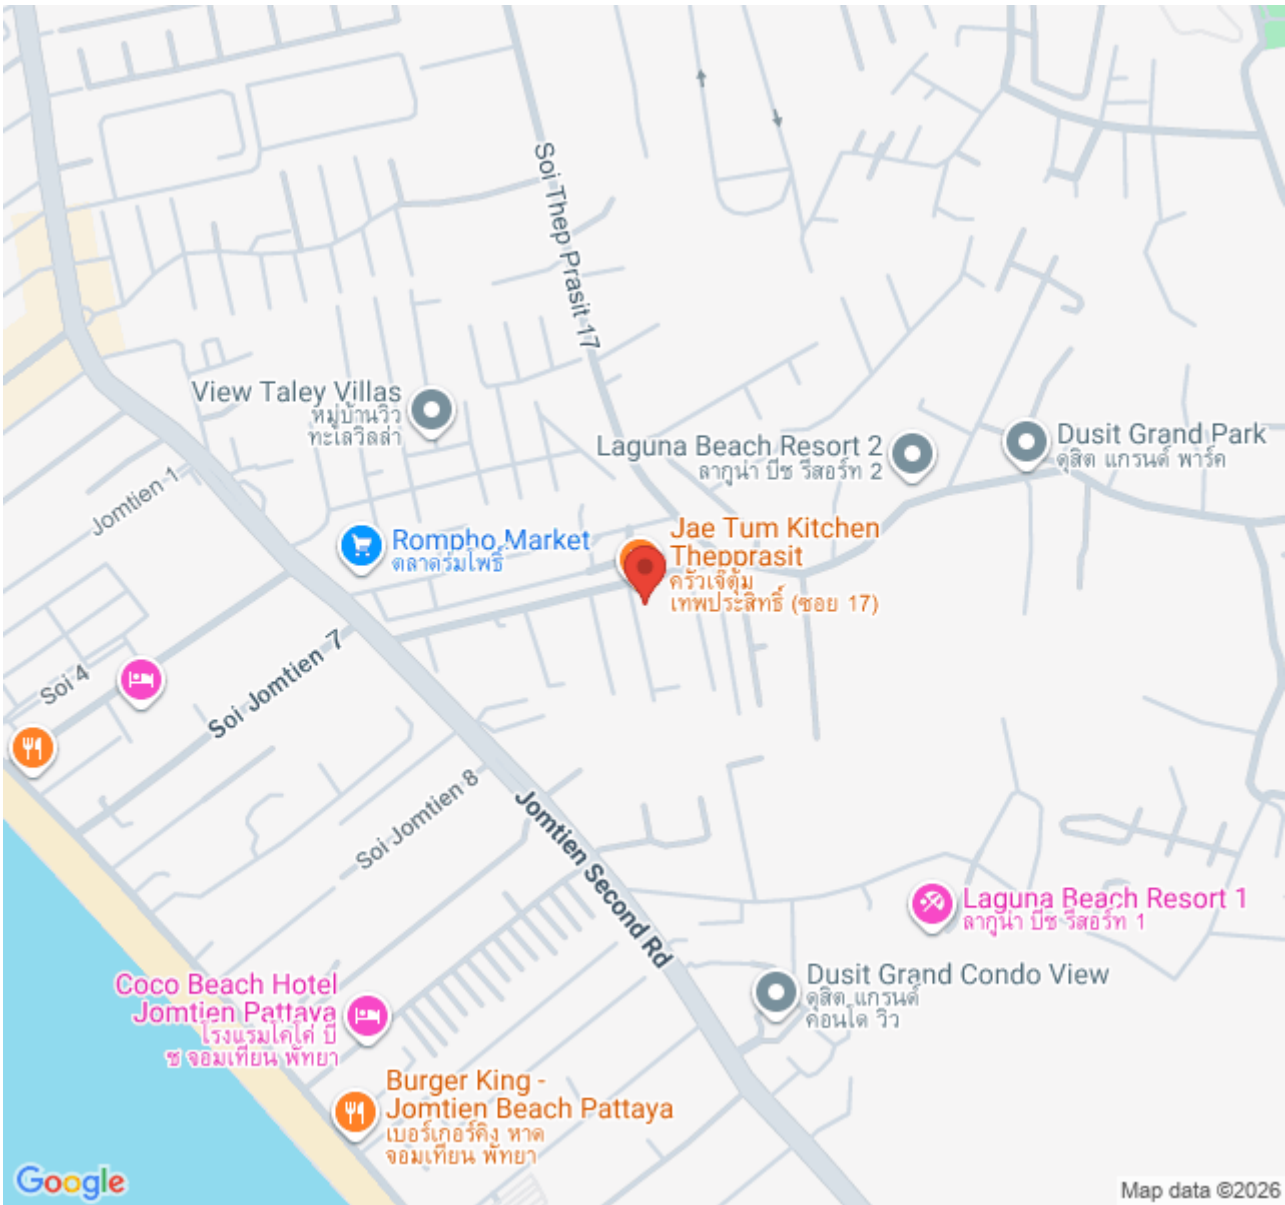 Soi Thep Prasit 17
View Taley Villas
หมู่บ้านวิว
ทะเลวิลล่า
Laguna Beach Resort 2
ลากูน่า บีช รีสอร์ท 2
Dusit Grand Park
ดุสิต แกรนด์ พาร์ค
Jomtien 1
Rompho Market
ตลาดร่มโพธิ์
Jae Tum Kitchen
Thepprasit
ครัวเจ๊ตุ้ม
เทพประสิทธิ์ (ซอย 17)
Soi 4
Soi Jomtien 7
Soi Jomtien 8
Jomtien Second Rd
Laguna Beach Resort 1
ลากูน่า บีช รีสอร์ท 1
Dusit Grand Condo View
ดุสิต แกรนด์
คอนโด วิว
Coco Beach Hotel
Jomtien Pattaya
โรงแรมโคโค่ บี
ช จอมเทียน พัทยา
Burger King -
Jomtien Beach Pattaya
เบอร์เกอร์คิง หาด
จอมเทียน พัทยา
Google
Map data ©2026